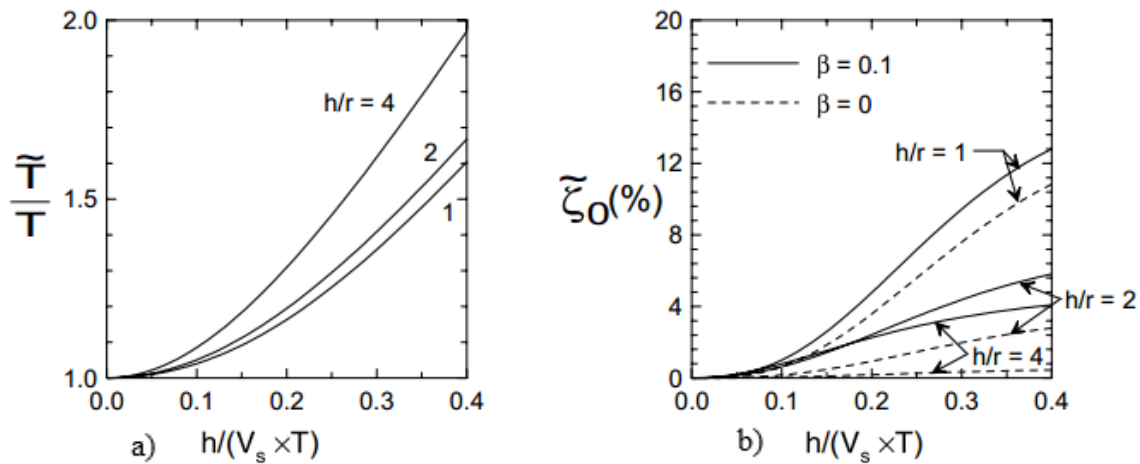 2.0
h/r = 4
T̃
T
2
1.5
1
1.0
0.0 0.1 0.2 0.3 0.4
a) h/(Vₛ ×T)
20
β = 0.1
16
β = 0
h/r = 1
12
ζ̃₀(%)
8
h/r = 2
4
h/r = 4
0
0.0 0.1 0.2 0.3 0.4
b) h/(Vₛ ×T)